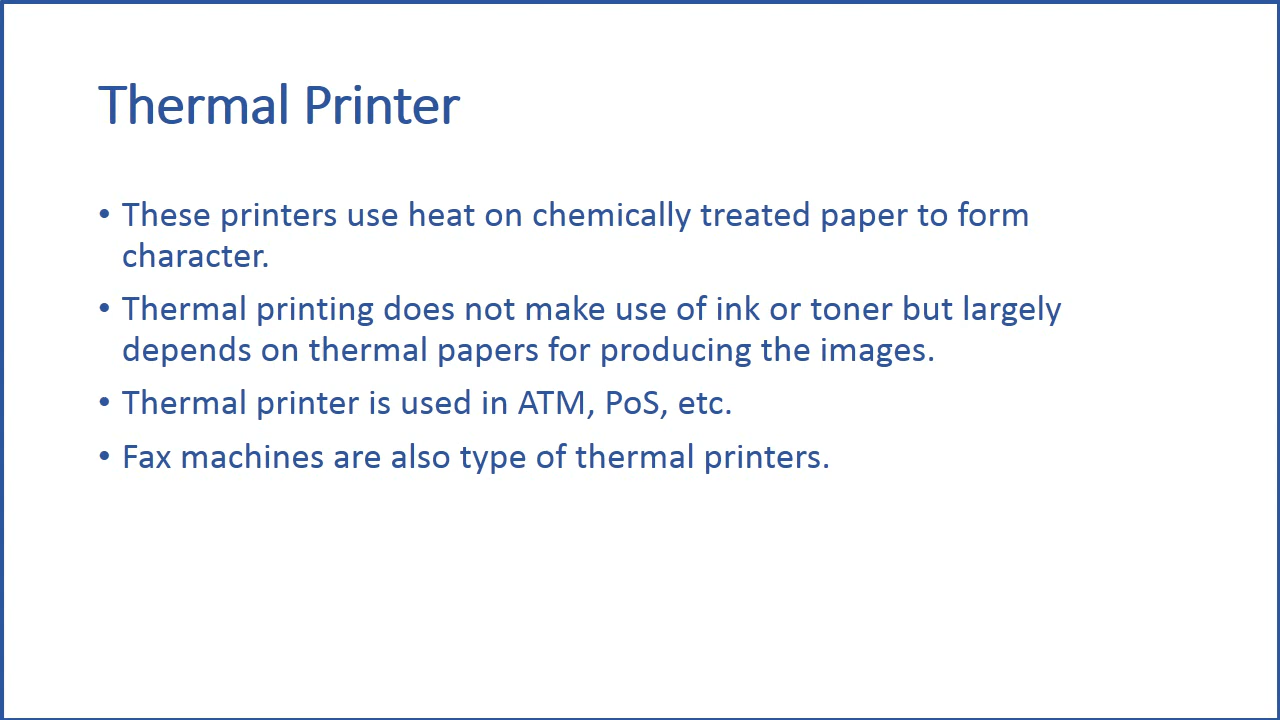 Thermal Printer
• These printers use heat on chemically treated paper to form
character.
• Thermal printing does not make use of ink or toner but largely
depends on thermal papers for producing the images.
• Thermal printer is used in ATM, PoS, etc.
• Fax machines are also type of thermal printers.